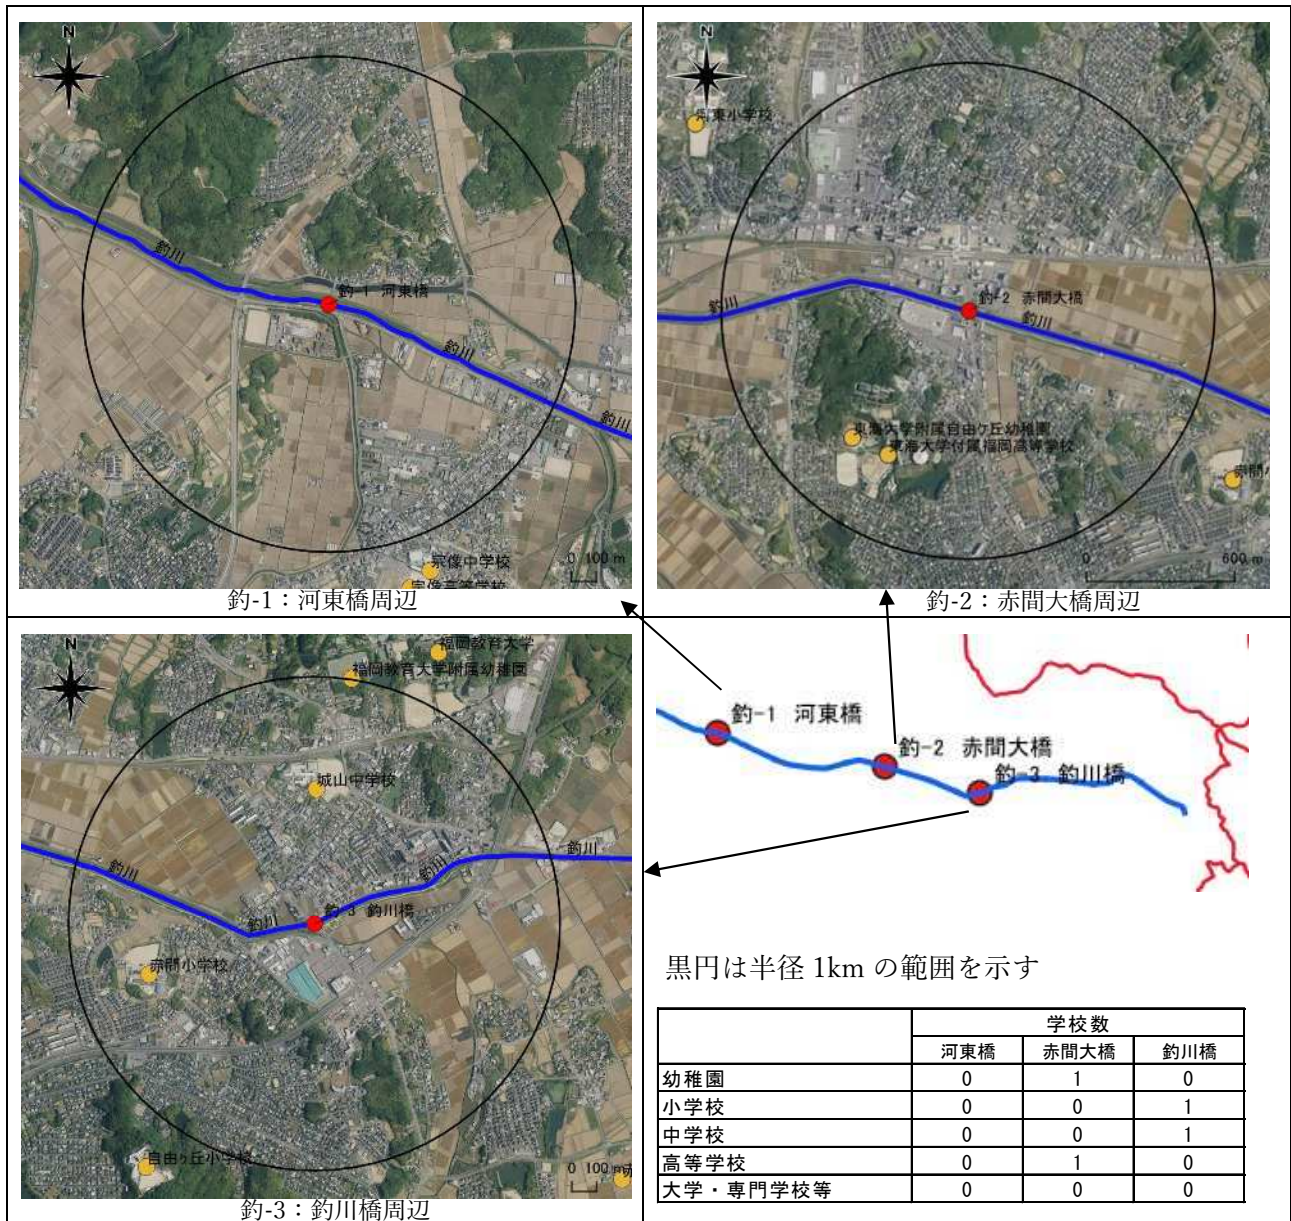 N
釣川
釣-1 河東橋
釣川
釣川
宗像中学校
宗像高等学校
0 100 m
釣-1：河東橋周辺
N
河東小学校
釣川
釣-2 赤間大橋
釣川
東海大学附属自由ケ丘幼稚園
東海大学付属福岡高等学校
赤間小
0 600 m
釣-2：赤間大橋周辺
N
福岡教育大学
福岡教育大学附属幼稚園
城山中学校
釣川
釣川
釣川
釣川
釣-3 釣川橋
赤間小学校
自由ヶ丘小学校
0 100 m
釣-3：釣川橋周辺
釣-1 河東橋
釣-2 赤間大橋
釣-3 釣川橋
黒円は半径 1km の範囲を示す
学校数
河東橋 赤間大橋 釣川橋
幼稚園 0 1 0
小学校 0 0 1
中学校 0 0 1
高等学校 0 1 0
大学・専門学校等 0 0 0